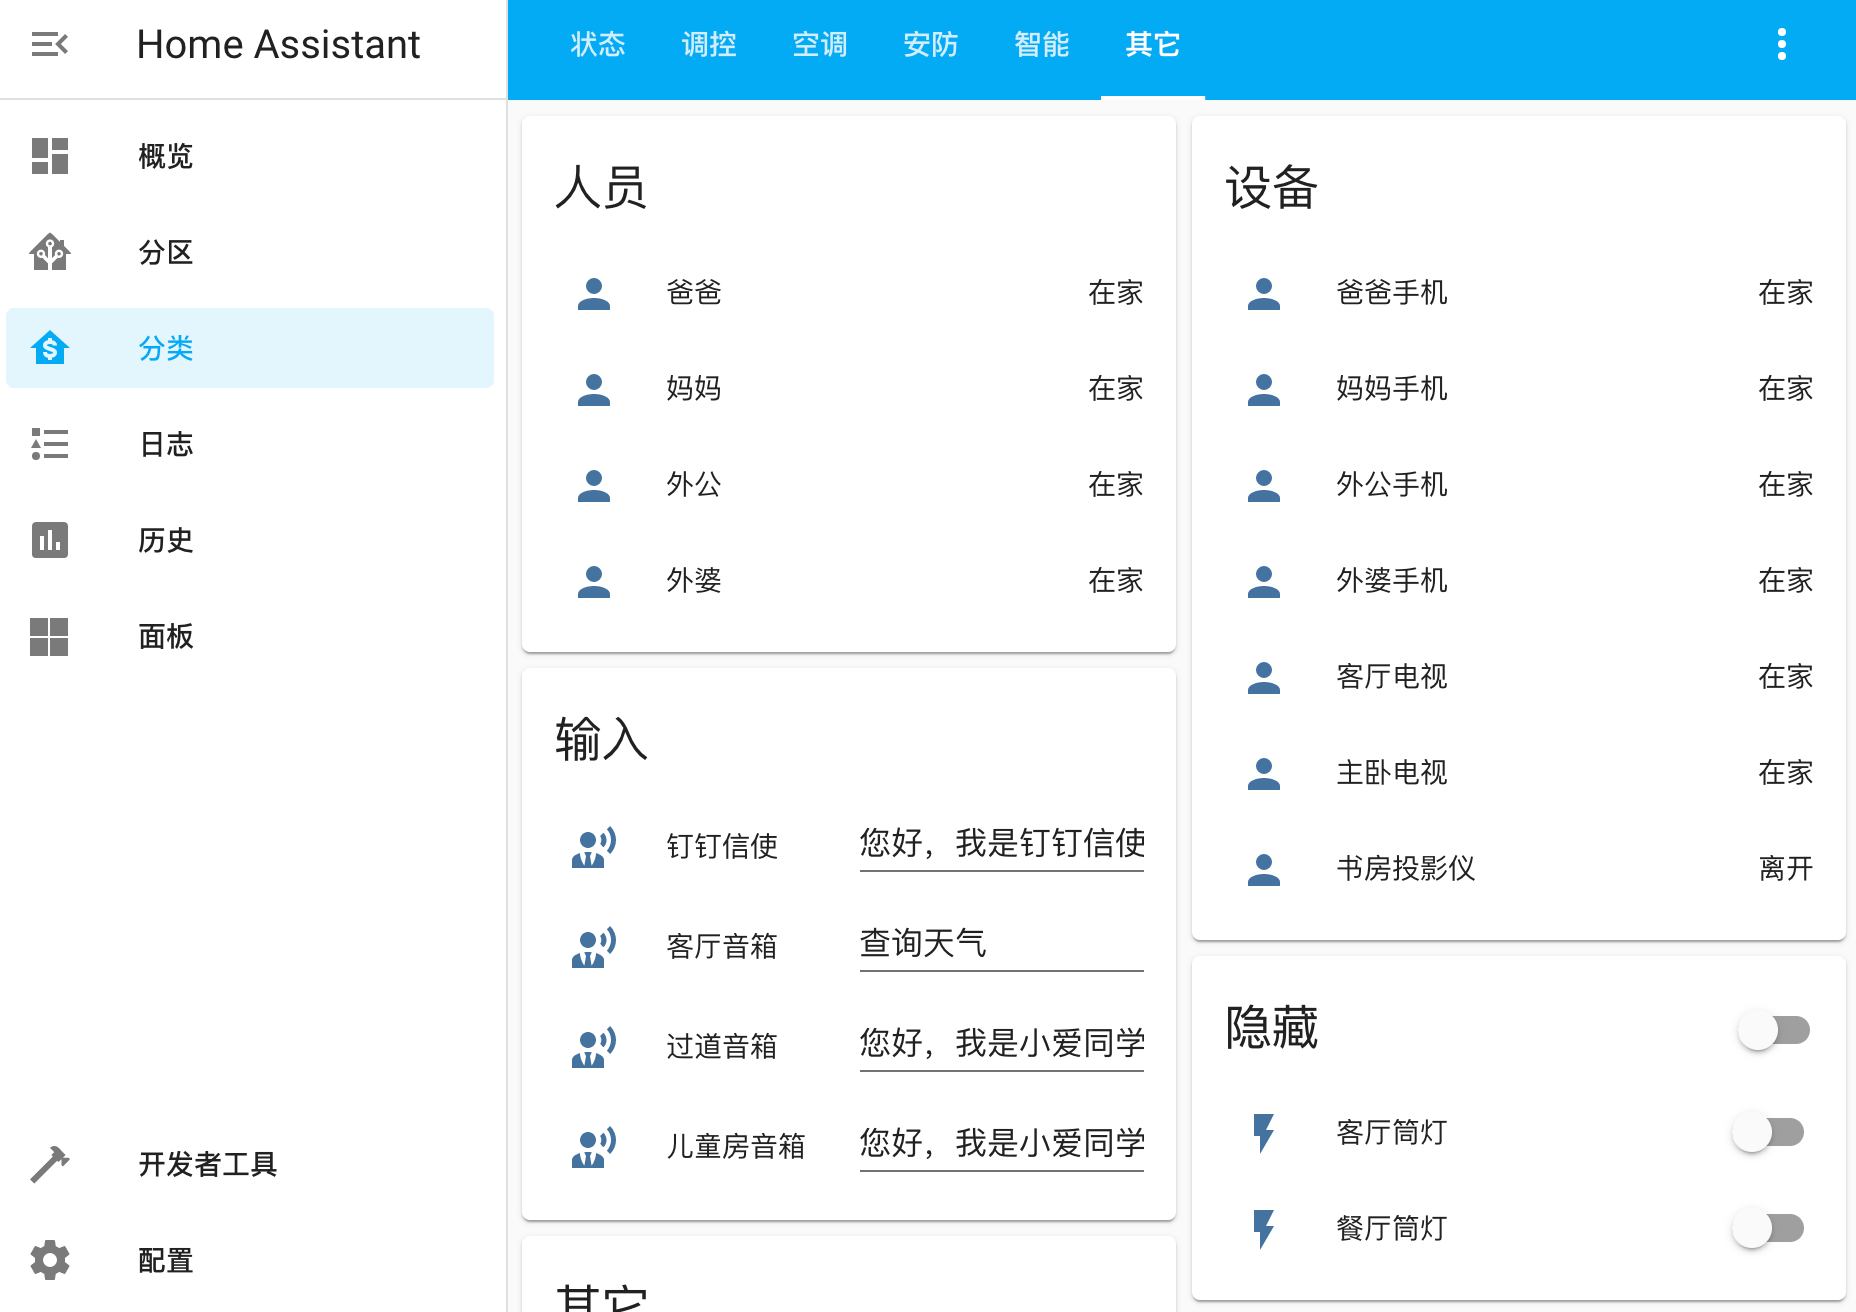 Home Assistant
概览
分区
分类
日志
历史
面板
开发者工具
配置
状态 调控 空调 安防 智能 其它
人员
爸爸 在家
妈妈 在家
外公 在家
外婆 在家
输入
钉钉信使 您好，我是钉钉信使
客厅音箱 查询天气
过道音箱 您好，我是小爱同学
儿童房音箱 您好，我是小爱同学
其它
设备
爸爸手机 在家
妈妈手机 在家
外公手机 在家
外婆手机 在家
客厅电视 在家
主卧电视 在家
书房投影仪 离开
隐藏
客厅筒灯
餐厅筒灯